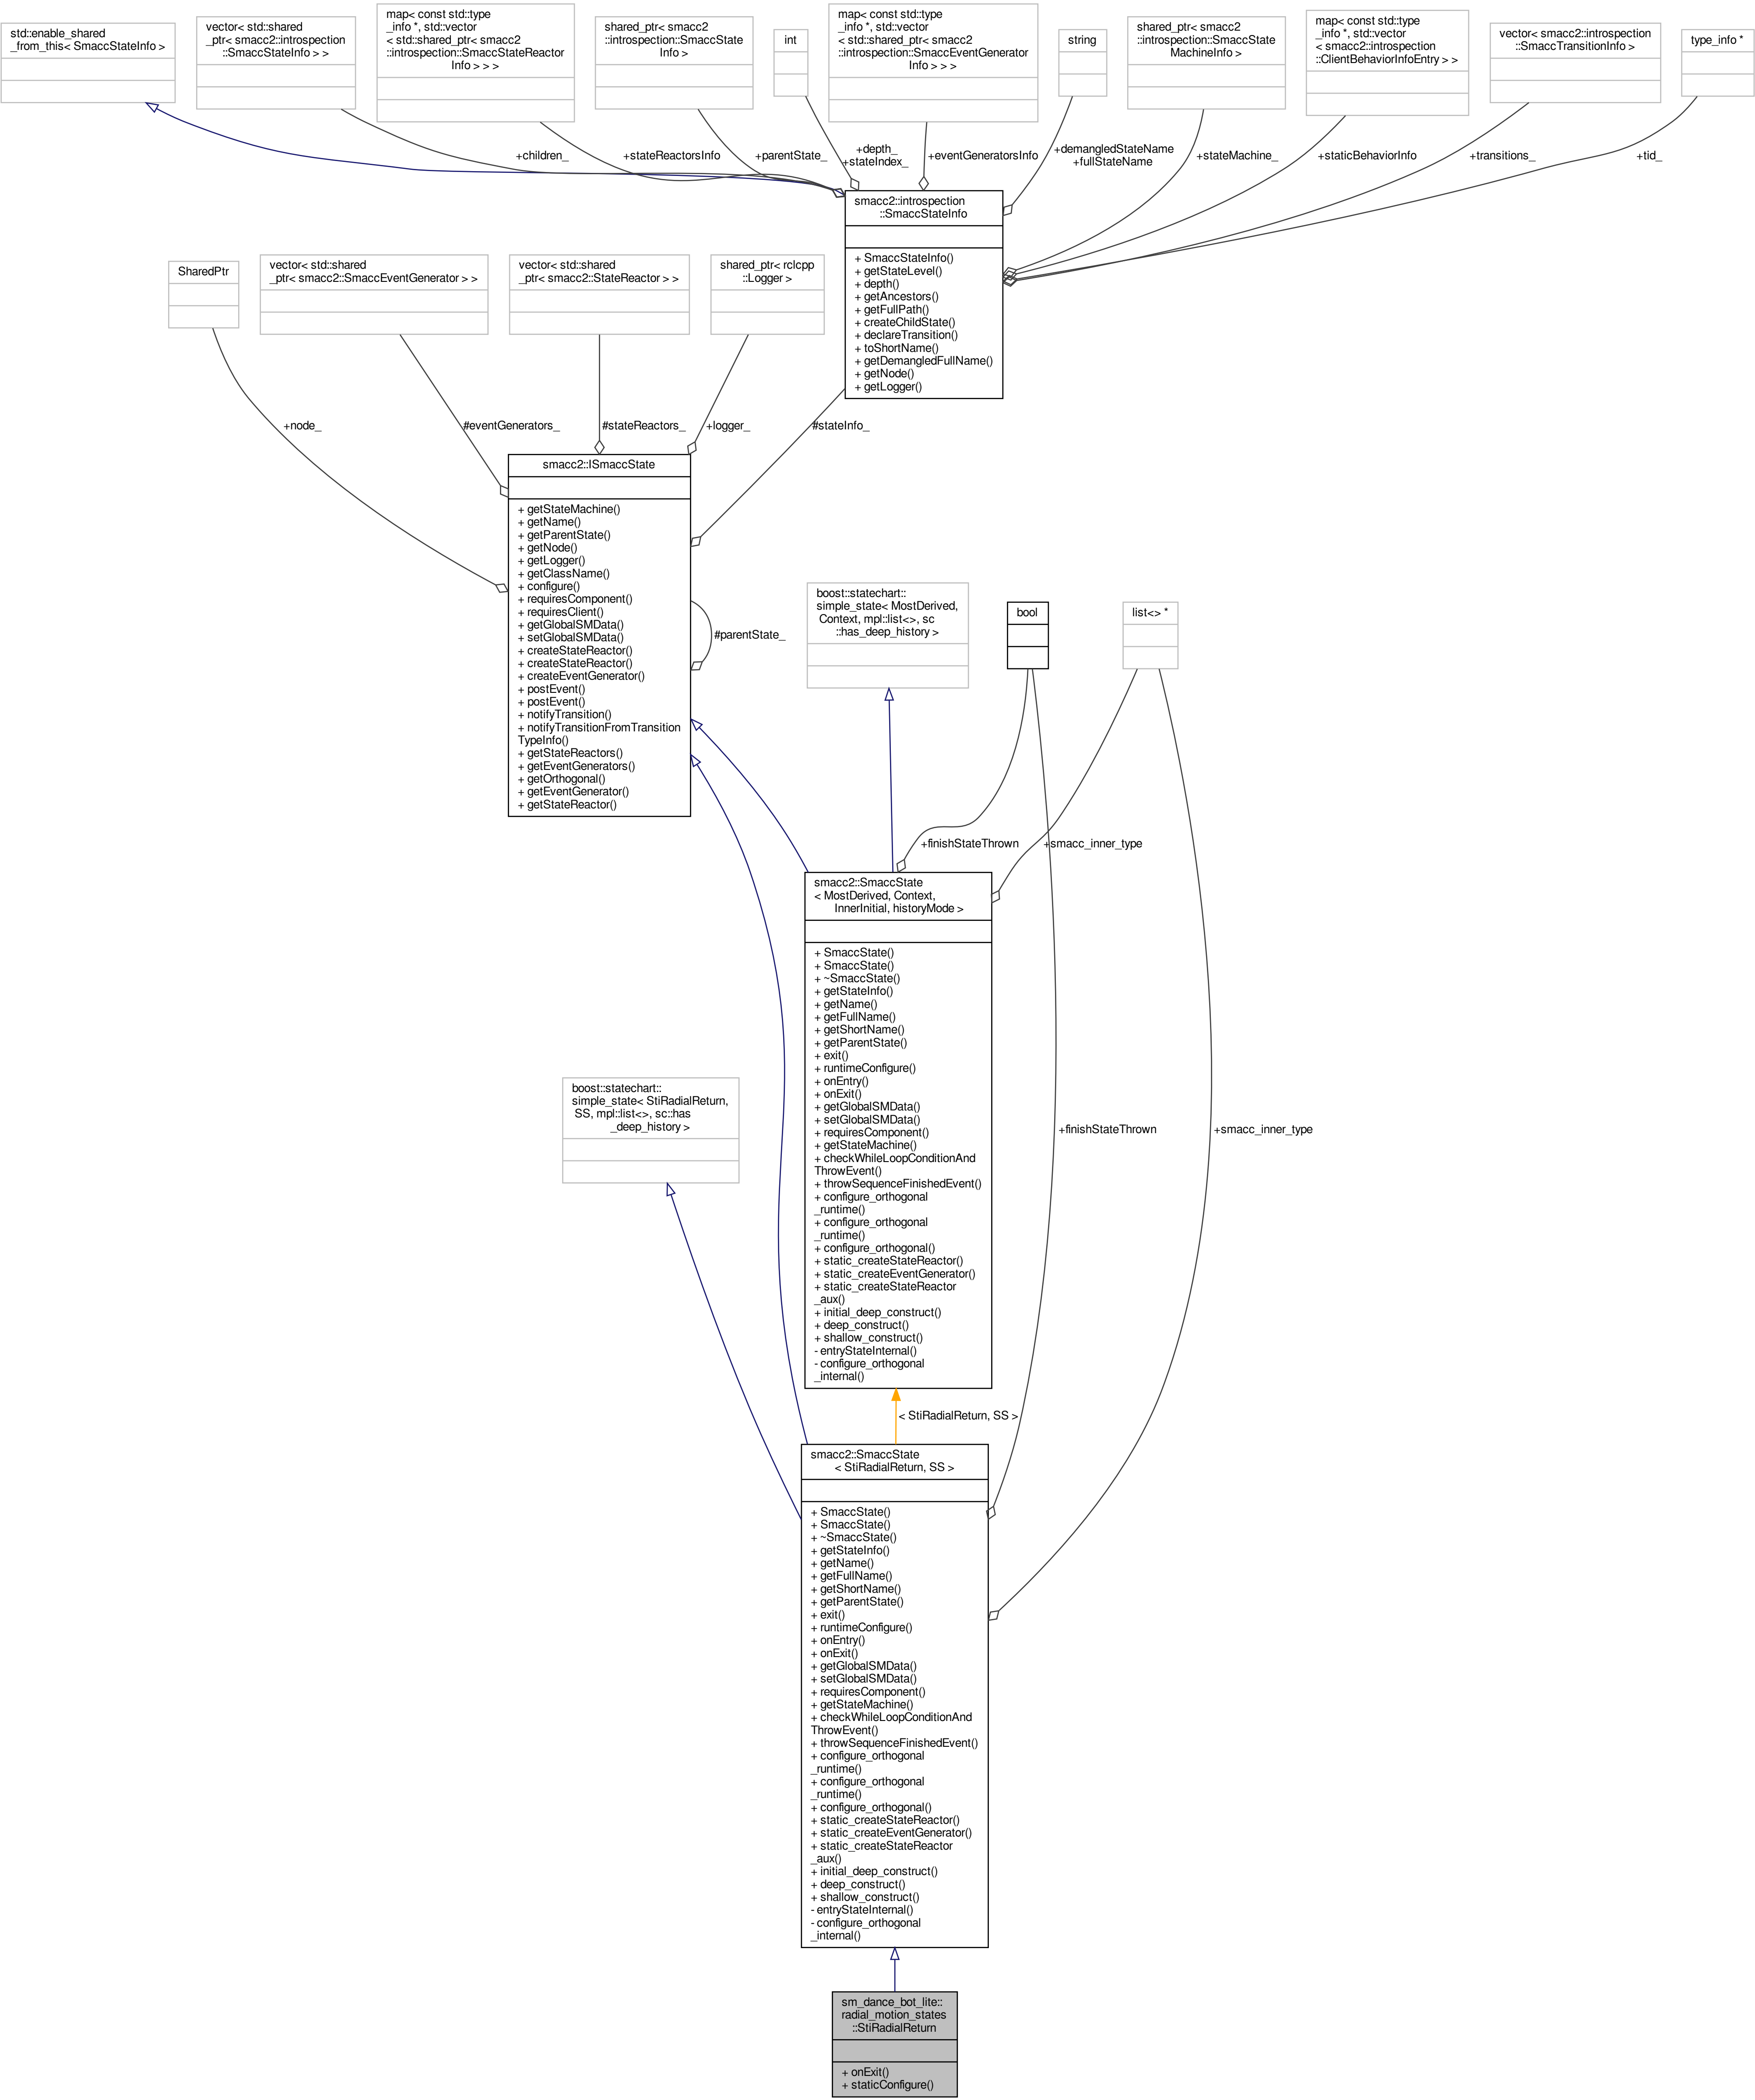 std::enable_shared
_from_this< SmaccStateInfo >
vector< std::shared
_ptr< smacc2::introspection
::SmaccStateInfo > >
map< const std::type
_info *, std::vector
< std::shared_ptr< smacc2
::introspection::SmaccStateReactor
Info > > >
shared_ptr< smacc2
::introspection::SmaccState
Info >
int
map< const std::type
_info *, std::vector
< std::shared_ptr< smacc2
::introspection::SmaccEventGenerator
Info > > >
string
shared_ptr< smacc2
::introspection::SmaccState
MachineInfo >
map< const std::type
_info *, std::vector
< smacc2::introspection
::ClientBehaviorInfoEntry > >
vector< smacc2::introspection
::SmaccTransitionInfo >
type_info *
+children_
+stateReactorsInfo
+parentState_
+depth_
+stateIndex_
+eventGeneratorsInfo
+demangledStateName
+fullStateName
+stateMachine_
+staticBehaviorInfo
+transitions_
+tid_
smacc2::introspection
::SmaccStateInfo
+ SmaccStateInfo()
+ getStateLevel()
+ depth()
+ getAncestors()
+ getFullPath()
+ createChildState()
+ declareTransition()
+ toShortName()
+ getDemangledFullName()
+ getNode()
+ getLogger()
SharedPtr
vector< std::shared
_ptr< smacc2::SmaccEventGenerator > >
vector< std::shared
_ptr< smacc2::StateReactor > >
shared_ptr< rclcpp
::Logger >
+node_
#eventGenerators_
#stateReactors_
+logger_
#stateInfo_
smacc2::ISmaccState
+ getStateMachine()
+ getName()
+ getParentState()
+ getNode()
+ getLogger()
+ getClassName()
+ configure()
+ requiresComponent()
+ requiresClient()
+ getGlobalSMData()
+ setGlobalSMData()
+ createStateReactor()
+ createStateReactor()
+ createEventGenerator()
+ postEvent()
+ postEvent()
+ notifyTransition()
+ notifyTransitionFromTransition
TypeInfo()
+ getStateReactors()
+ getEventGenerators()
+ getOrthogonal()
+ getEventGenerator()
+ getStateReactor()
#parentState_
boost::statechart::
simple_state< MostDerived,
Context, mpl::list<>, sc
::has_deep_history >
bool
list<> *
+finishStateThrown
+smacc_inner_type
smacc2::SmaccState
< MostDerived, Context,
InnerInitial, historyMode >
+ SmaccState()
+ SmaccState()
+ ~SmaccState()
+ getStateInfo()
+ getName()
+ getFullName()
+ getShortName()
+ getParentState()
+ exit()
+ runtimeConfigure()
+ onEntry()
+ onExit()
+ getGlobalSMData()
+ setGlobalSMData()
+ requiresComponent()
+ getStateMachine()
+ checkWhileLoopConditionAnd
ThrowEvent()
+ throwSequenceFinishedEvent()
+ configure_orthogonal
_runtime()
+ configure_orthogonal
_runtime()
+ configure_orthogonal()
+ static_createStateReactor()
+ static_createEventGenerator()
+ static_createStateReactor
_aux()
+ initial_deep_construct()
+ deep_construct()
+ shallow_construct()
- entryStateInternal()
- configure_orthogonal
_internal()
boost::statechart::
simple_state< StiRadialReturn,
SS, mpl::list<>, sc::has
_deep_history >
+finishStateThrown
+smacc_inner_type
< StiRadialReturn, SS >
smacc2::SmaccState
< StiRadialReturn, SS >
+ SmaccState()
+ SmaccState()
+ ~SmaccState()
+ getStateInfo()
+ getName()
+ getFullName()
+ getShortName()
+ getParentState()
+ exit()
+ runtimeConfigure()
+ onEntry()
+ onExit()
+ getGlobalSMData()
+ setGlobalSMData()
+ requiresComponent()
+ getStateMachine()
+ checkWhileLoopConditionAnd
ThrowEvent()
+ throwSequenceFinishedEvent()
+ configure_orthogonal
_runtime()
+ configure_orthogonal
_runtime()
+ configure_orthogonal()
+ static_createStateReactor()
+ static_createEventGenerator()
+ static_createStateReactor
_aux()
+ initial_deep_construct()
+ deep_construct()
+ shallow_construct()
- entryStateInternal()
- configure_orthogonal
_internal()
sm_dance_bot_lite::
radial_motion_states
::StiRadialReturn
+ onExit()
+ staticConfigure()